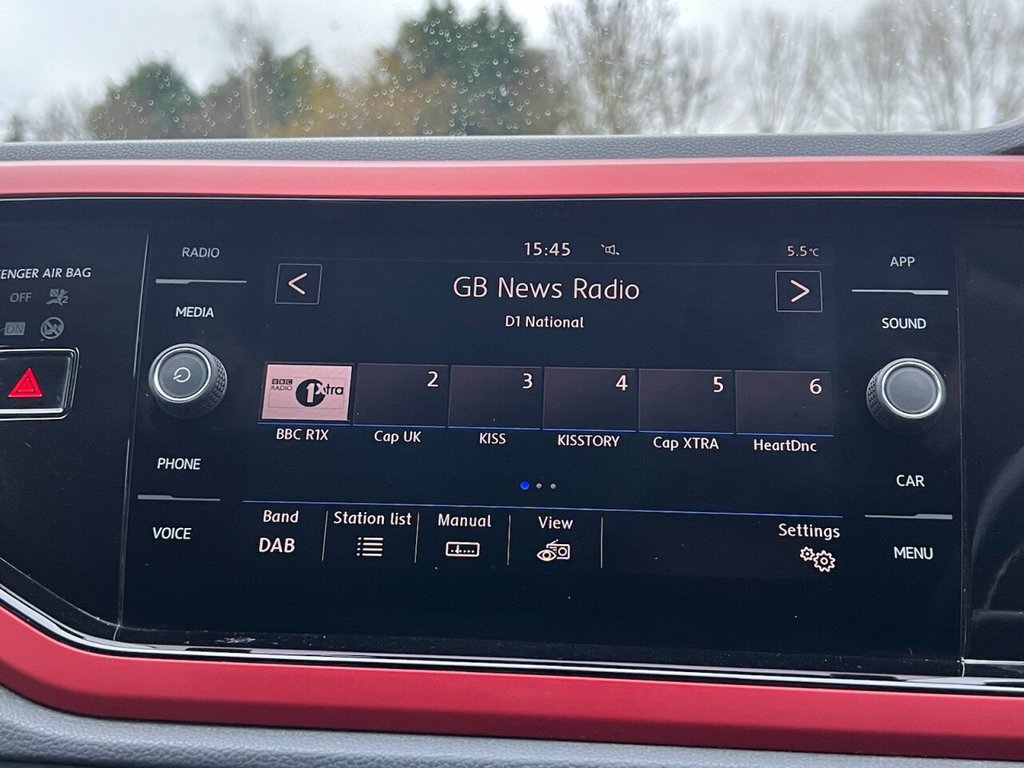 15:45
5.5°C
RADIO
APP
ENGER AIR BAG
OFF
ON
< GB News Radio >
D1 National
MEDIA
SOUND
BBC RADIO 1Xtra
2
3
4
5
6
BBC R1X
Cap UK
KISS
KISSTORY
Cap XTRA
HeartDnc
PHONE
CAR
VOICE
MENU
Band
DAB
Station list
Manual
View
Settings